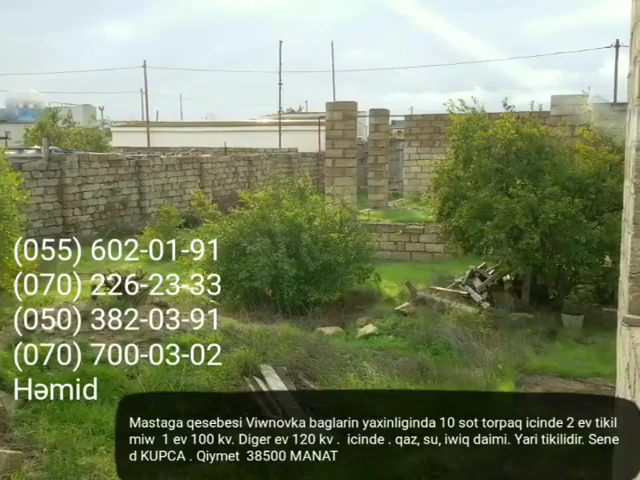 (055) 602-01-91
(070) 226-23-33
(050) 382-03-91
(070) 700-03-02
Həmid
Mastaga qesebesi Viwnovka baglarin yaxinliginda 10 sot torpaq icinde 2 ev tikil
miw  1 ev 100 kv. Diger ev 120 kv .  icinde . qaz, su, iwiq daimi. Yari tikilidir. Sene
d KUPCA . Qiymet  38500 MANAT